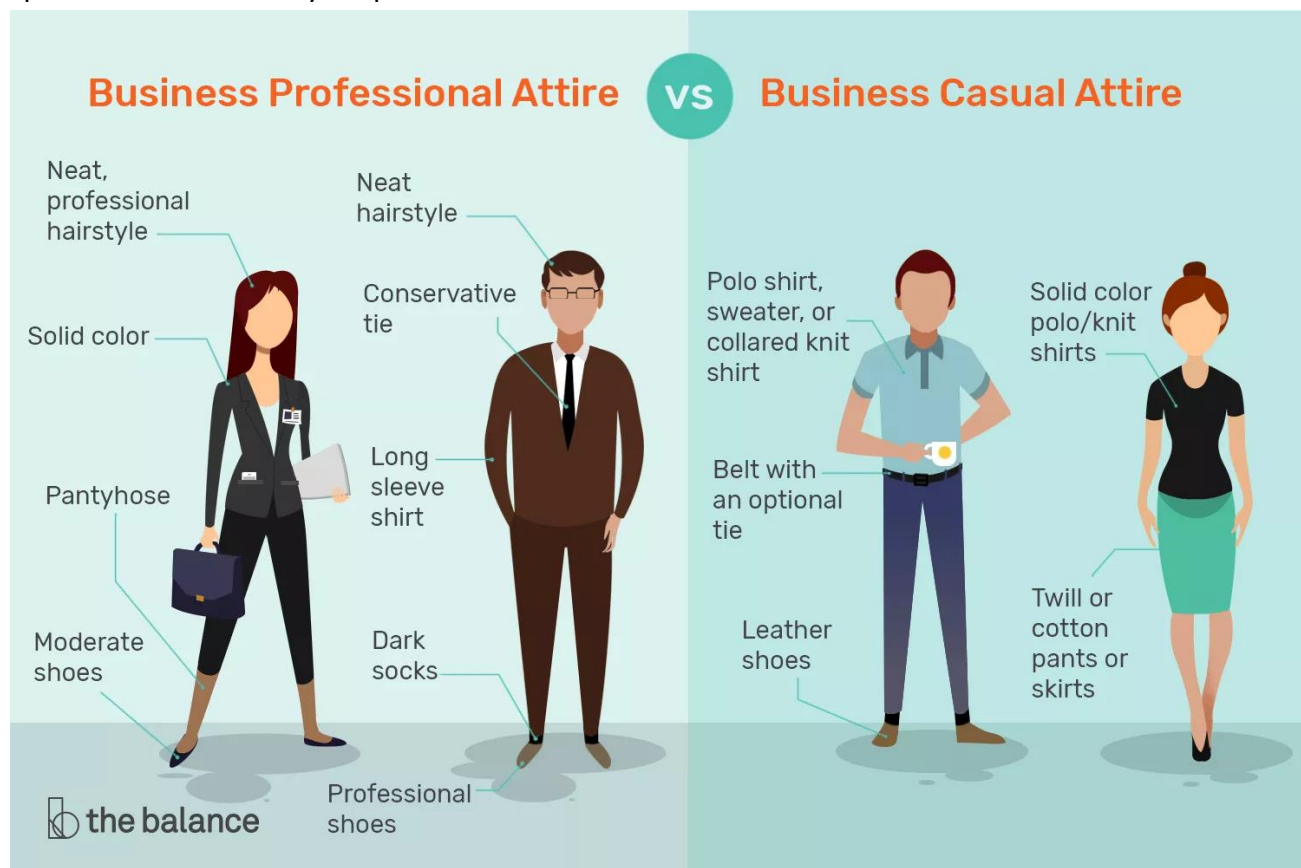 Business Professional Attire
vs
Business Casual Attire
Neat,
professional
hairstyle
Solid color
Pantyhose
Moderate
shoes
Neat
hairstyle
Conservative
tie
Long
sleeve
shirt
Dark
socks
Professional
shoes
Polo shirt,
sweater, or
collared knit
shirt
Belt with
an optional
tie
Leather
shoes
Solid color
polo/knit
shirts
Twill or
cotton
pants or
skirts
the balance